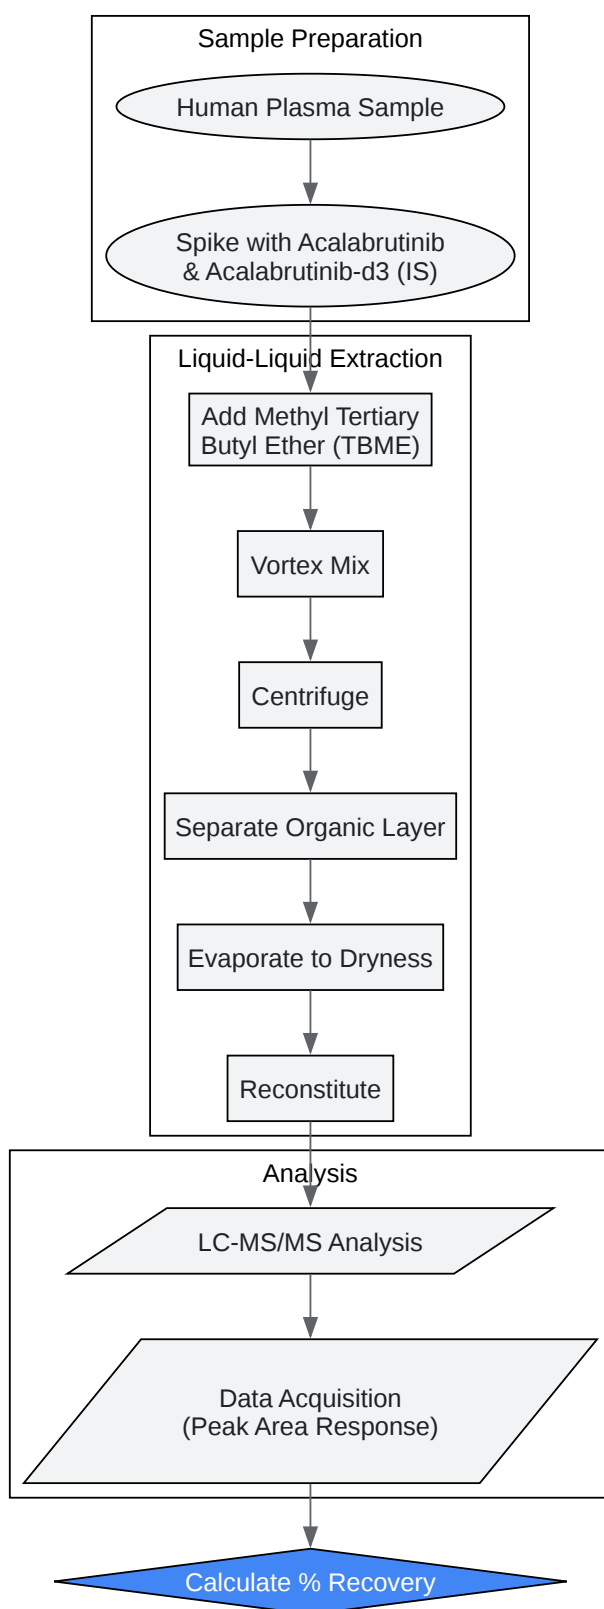 Sample Preparation
Human Plasma Sample
Spike with Acalabrutinib
& Acalabrutinib-d3 (IS)
Liquid-Liquid Extraction
Add Methyl Tertiary
Butyl Ether (TBME)
Vortex Mix
Centrifuge
Separate Organic Layer
Evaporate to Dryness
Reconstitute
Analysis
LC-MS/MS Analysis
Data Acquisition
(Peak Area Response)
Calculate % Recovery